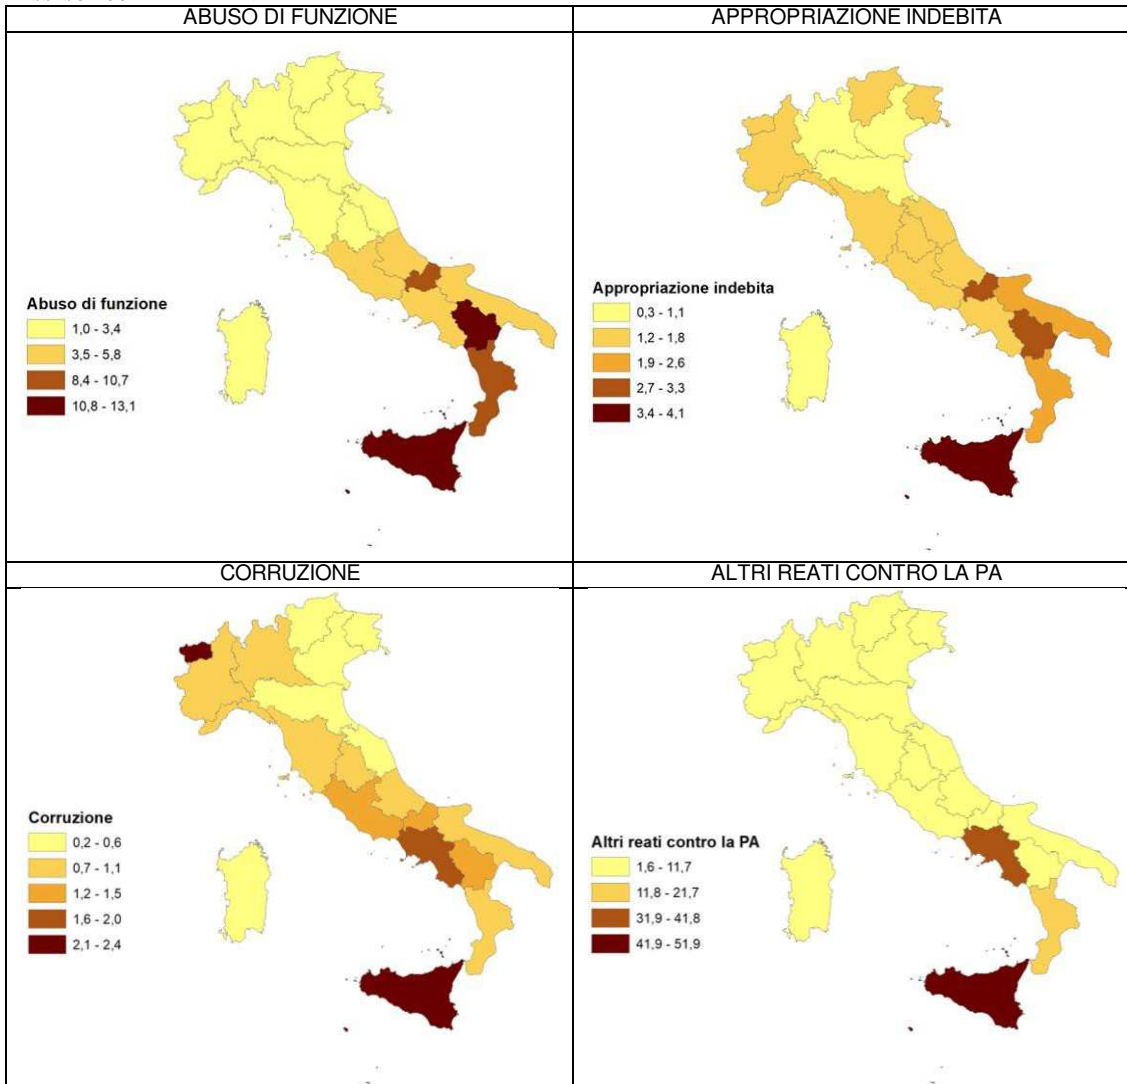 ABUSO DI FUNZIONE
APPROPRIAZIONE INDEBITA
Abuso di funzione
1,0 - 3,4
3,5 - 5,8
8,4 - 10,7
10,8 - 13,1
Appropriazione indebita
0,3 - 1,1
1,2 - 1,8
1,9 - 2,6
2,7 - 3,3
3,4 - 4,1
CORRUZIONE
ALTRI REATI CONTRO LA PA
Corruzione
0,2 - 0,6
0,7 - 1,1
1,2 - 1,5
1,6 - 2,0
2,1 - 2,4
Altri reati contro la PA
1,6 - 11,7
11,8 - 21,7
31,9 - 41,8
41,9 - 51,9